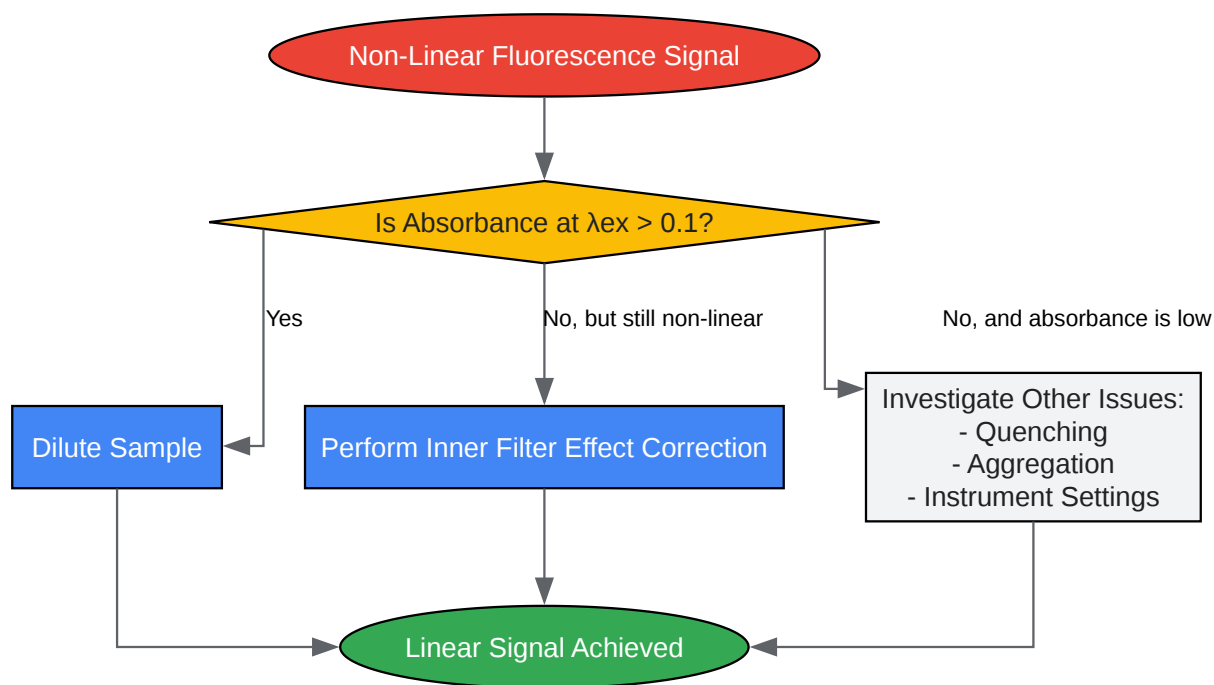 Non-Linear Fluorescence Signal
Is Absorbance at λex > 0.1?
Yes
No, but still non-linear
No, and absorbance is low
Dilute Sample
Perform Inner Filter Effect Correction
Investigate Other Issues:
- Quenching
- Aggregation
- Instrument Settings
Linear Signal Achieved